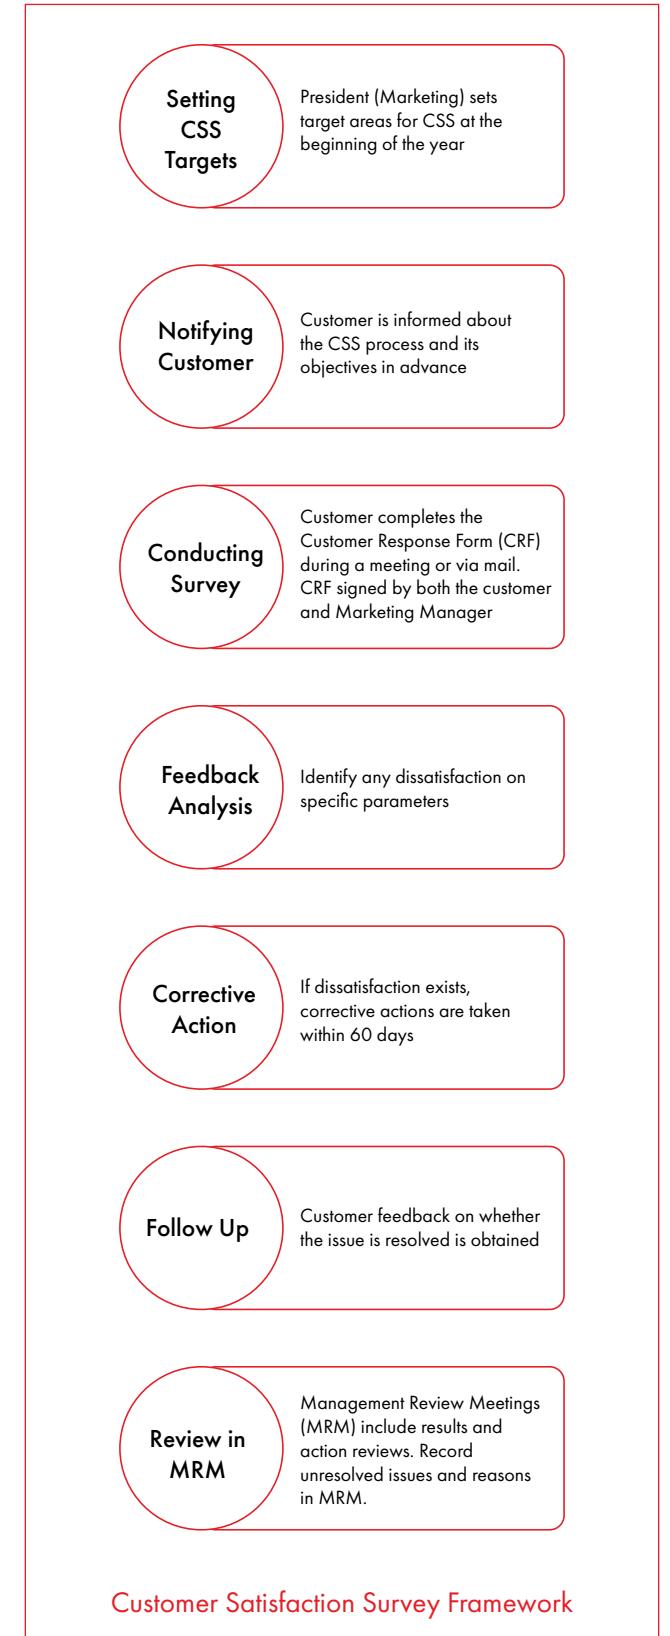 Setting
CSS
Targets
President (Marketing) sets
target areas for CSS at the
beginning of the year
Notifying
Customer
Customer is informed about
the CSS process and its
objectives in advance
Conducting
Survey
Customer completes the
Customer Response Form (CRF)
during a meeting or via mail.
CRF signed by both the customer
and Marketing Manager
Feedback
Analysis
Identify any dissatisfaction on
specific parameters
Corrective
Action
If dissatisfaction exists,
corrective actions are taken
within 60 days
Follow Up
Customer feedback on whether
the issue is resolved is obtained
Review in
MRM
Management Review Meetings
(MRM) include results and
action reviews. Record
unresolved issues and reasons
in MRM.
Customer Satisfaction Survey Framework